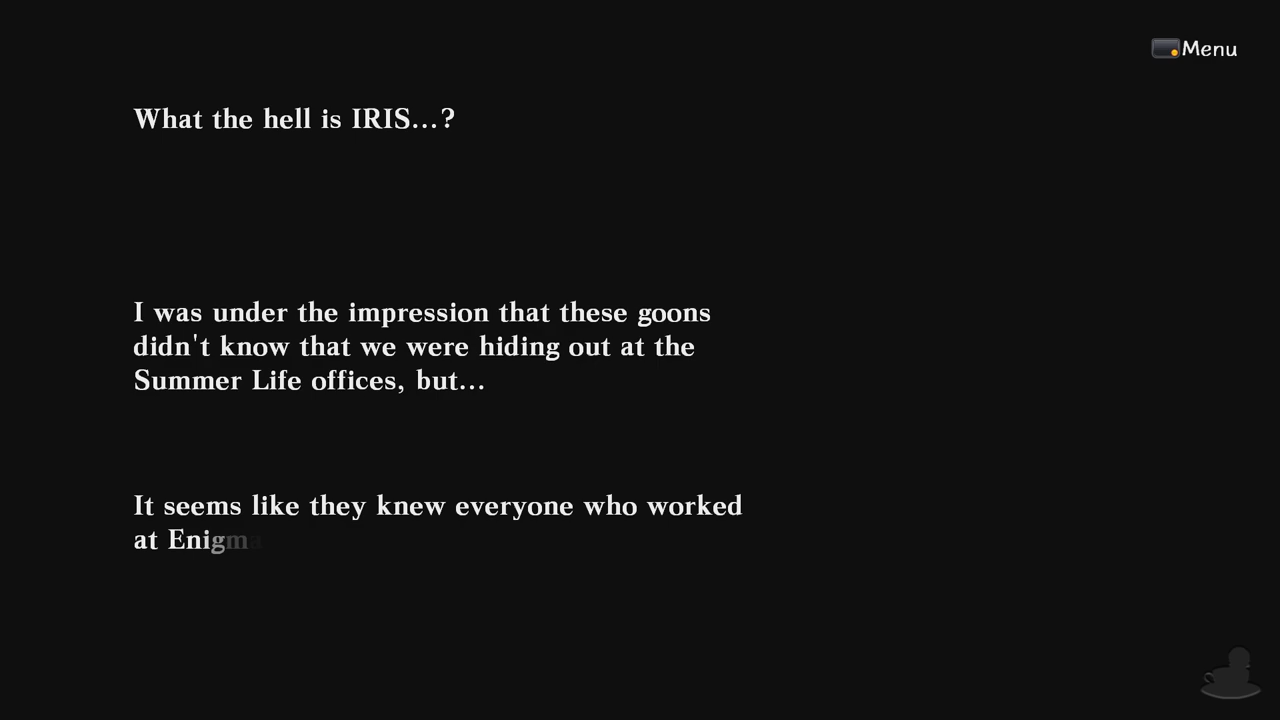 Menu
What the hell is IRIS...?
I was under the impression that these goons
didn't know that we were hiding out at the
Summer Life offices, but...
It seems like they knew everyone who worked
at Enigma